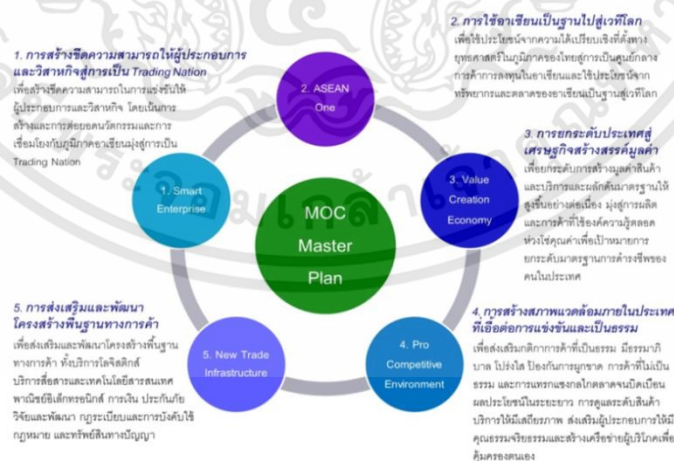 1. การสร้างขีดความสามารถให้ผู้ประกอบการ
และวิสาหกิจสู่การเป็น Trading Nation
เพื่อสร้างขีดความสามารถในการแข่งขันให้
ผู้ประกอบการและวิสาหกิจ โดยเน้นการ
สร้างและการต่อยอดนวัตกรรมและการ
เชื่อมโยงกับภูมิภาคอาเซียนมุ่งสู่การเป็น
Trading Nation
2. การใช้อาเซียนเป็นฐานไปสู่เวทีโลก
เพื่อใช้ประโยชน์จากความได้เปรียบเชิงที่ตั้งทาง
ยุทธศาสตร์ในภูมิภาคของไทยสู่การเป็นศูนย์กลาง
การค้าการลงทุนในอาเซียนและใช้ประโยชน์จาก
ทรัพยากรและตลาดของอาเซียนเป็นฐานสู่เวทีโลก
3. การยกระดับประเทศสู่
เศรษฐกิจสร้างสรรค์มูลค่า
เพื่อยกระดับการสร้างมูลค่าสินค้า
และบริการและผลักดันมาตรฐานให้
สูงขึ้นอย่างต่อเนื่อง มุ่งสู่การผลิต
และการค้าที่ใช้องค์ความรู้ตลอด
ห่วงโซ่คุณค่าเพื่อเป้าหมายการ
ยกระดับมาตรฐานการดำรงชีพของ
คนในประเทศ
4. การสร้างสภาพแวดล้อมภายในประเทศ
ที่เอื้อต่อการแข่งขันและเป็นธรรม
เพื่อส่งเสริมกติกาการค้าที่เป็นธรรม มีธรรมาภิ
บาล โปร่งใส ป้องกันการผูกขาด การค้าที่ไม่เป็น
ธรรม และการแทรกแซงกลไกตลาดจนบิดเบือน
ผลประโยชน์ในระยะยาว การดูแลระดับสินค้า
บริการให้มีเสถียรภาพ ส่งเสริมผู้ประกอบการให้มี
คุณธรรมจริยธรรมและสร้างเครือข่ายผู้บริโภคเพื่อ
คุ้มครองตนเอง
5. การส่งเสริมและพัฒนา
โครงสร้างพื้นฐานทางการค้า
เพื่อส่งเสริมและพัฒนาโครงสร้างพื้นฐาน
ทางการค้า ทั้งบริการโลจิสติกส์
บริการสื่อสารและเทคโนโลยีสารสนเทศ
พาณิชย์อิเล็กทรอนิกส์ การเงิน ประกันภัย
วิจัยและพัฒนา กฎระเบียบและการบังคับใช้
กฎหมาย และทรัพย์สินทางปัญญา
MOC
Master
Plan
1. Smart
Enterprise
2. ASEAN
One
3. Value
Creation
Economy
4. Pro
Competitive
Environment
5. New Trade
Infrastructure